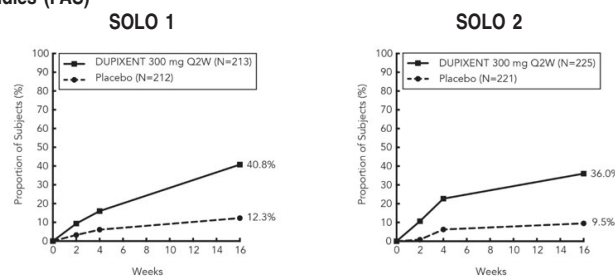 SOLO 1
SOLO 2
100
90
80
70
60
50
40
30
20
10
0
Proportion of Subjects (%)
DUPIXENT 300 mg Q2W (N=213)
Placebo (N=212)
40.8%
12.3%
0 2 4 6 8 10 12 14 16
Weeks
100
90
80
70
60
50
40
30
20
10
0
Proportion of Subjects (%)
DUPIXENT 300 mg Q2W (N=225)
Placebo (N=221)
36.0%
9.5%
0 2 4 6 8 10 12 14 16
Weeks